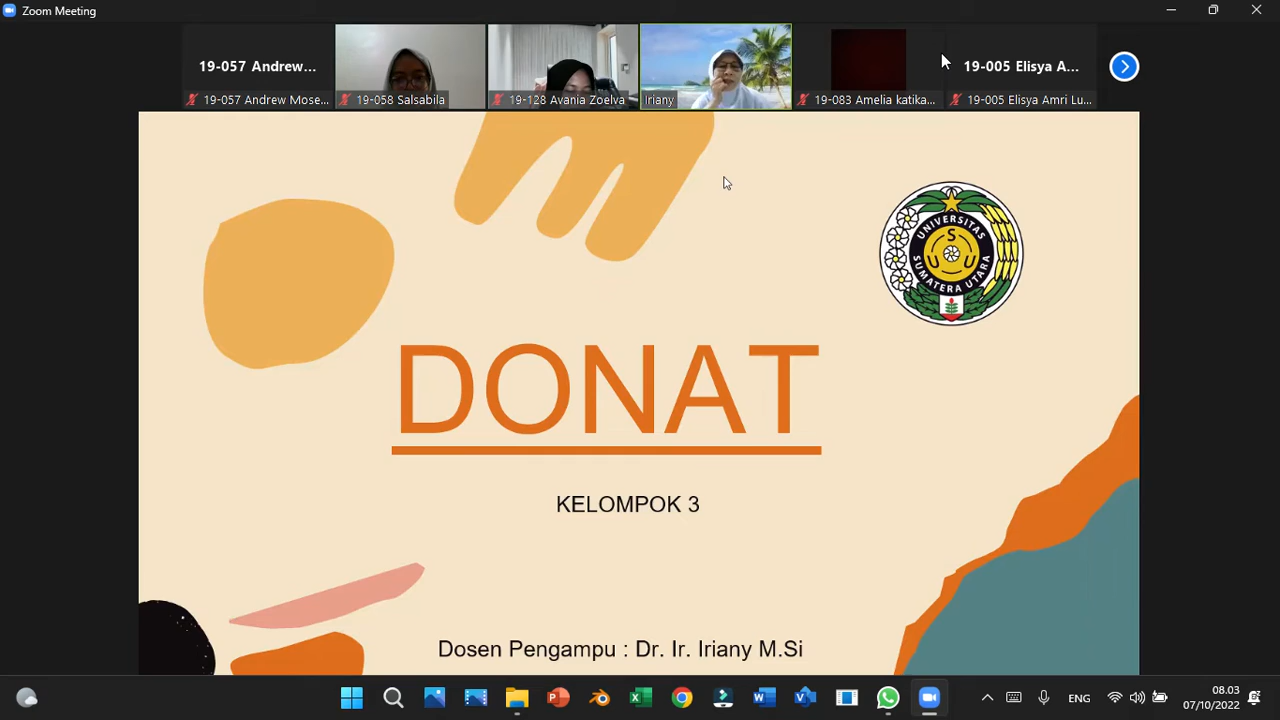 Zoom Meeting
19-057 Andrew...
19-005 Elisya A...
19-057 Andrew Mose...
19-058 Salsabila
19-128 Avania Zoelva
Iriany
19-083 Amelia katika...
19-005 Elisya Amri Lu...
UNIVERSITAS
SUMATERA UTARA
S
U U
DONAT
KELOMPOK 3
Dosen Pengampu : Dr. Ir. Iriany M.Si
ENG
08.03
07/10/2022